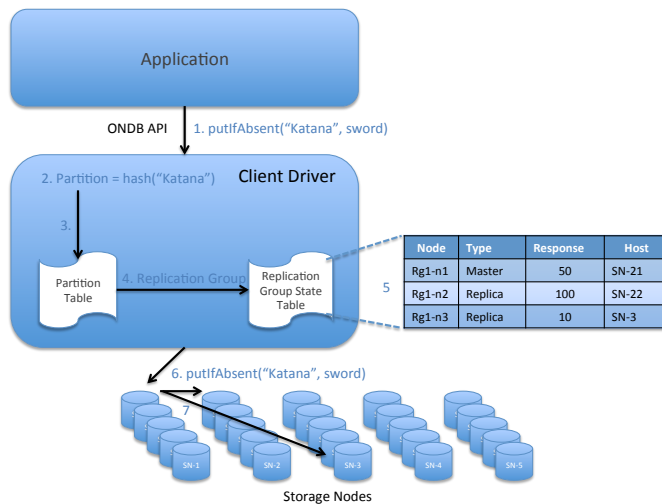 Application
ONDB API
1. putIfAbsent(“Katana”, sword)
2. Partition = hash(“Katana”)
Client Driver
3.
Partition
Table
4. Replication Group
Replication
Group State
Table
5
Node Type Response Host
Rg1-n1 Master 50 SN-21
Rg1-n2 Replica 100 SN-22
Rg1-n3 Replica 10 SN-3
6. putIfAbsent(“Katana”, sword)
7
SN-1 SN-2 SN-3 SN-4 SN-5
Storage Nodes